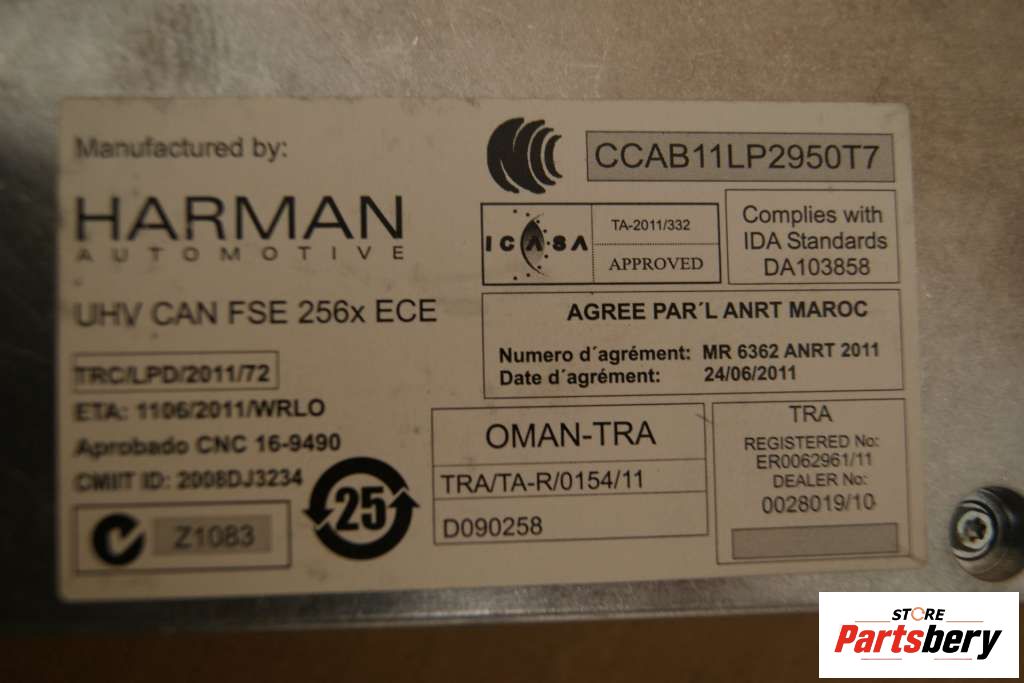 Manufactured by:
HARMAN
AUTOMOTIVE
UHV CAN FSE 256x ECE
TRC/LPD/2011/72
ETA: 1106/2011/WRLO
Aprobado CNC 16-9490
CMIIT ID: 2008DJ3234
Z1083
25
CCAB11LP2950T7
ICASA
TA-2011/332
APPROVED
Complies with
IDA Standards
DA103858
AGREE PAR´L ANRT MAROC
Numero d´agrément: MR 6362 ANRT 2011
Date d´agrément: 24/06/2011
OMAN-TRA
TRA/TA-R/0154/11
D090258
TRA
REGISTERED No:
ER0062961/11
DEALER No:
0028019/10
STORE
Partsbery